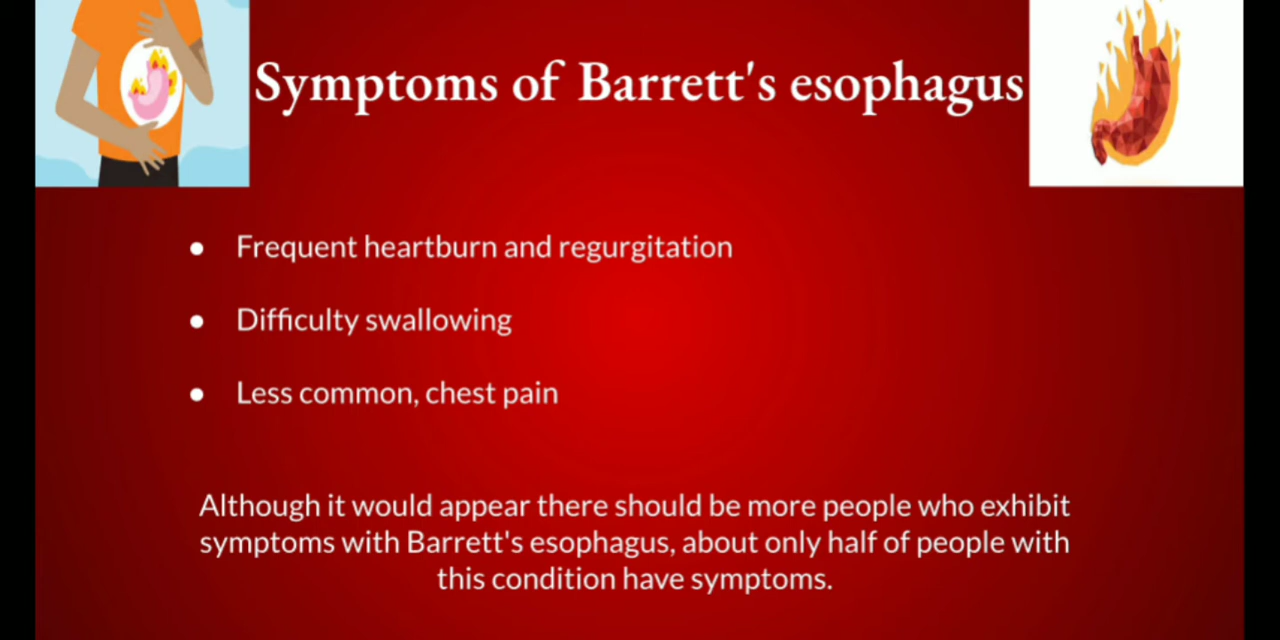 Symptoms of Barrett's esophagus
● Frequent heartburn and regurgitation
● Difficulty swallowing
● Less common, chest pain
Although it would appear there should be more people who exhibit
symptoms with Barrett's esophagus, about only half of people with
this condition have symptoms.